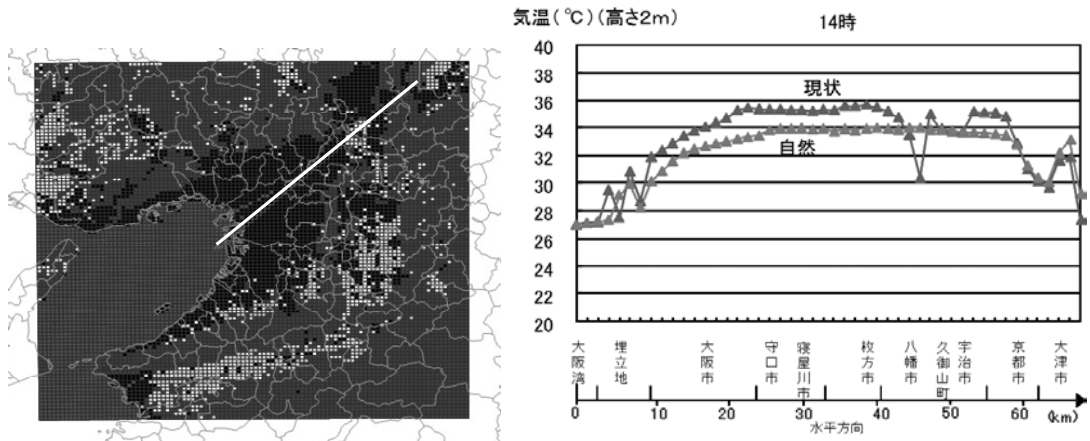 気温(℃)(高さ2m)
14時
40
38
36
34
32
30
28
26
24
22
20
現状
自然
大阪湾
埋立地
大阪市
守口市
寝屋川市
枚方市
八幡市
久御山町
宇治市
京都市
大津市
0 10 20 30 40 50 60 (km)
水平方向